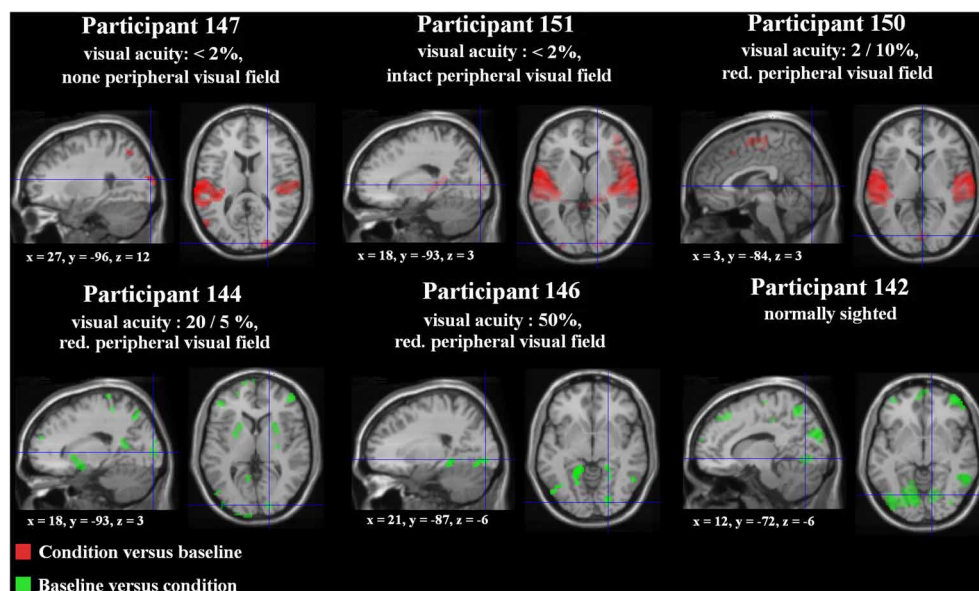 Participant 147
visual acuity: < 2%,
none peripheral visual field
x = 27, y = -96, z = 12
Participant 151
visual acuity : < 2%,
intact peripheral visual field
x = 18, y = -93, z = 3
Participant 150
visual acuity: 2 / 10%,
red. peripheral visual field
x = 3, y = -84, z = 3
Participant 144
visual acuity : 20 / 5 %,
red. peripheral visual field
x = 18, y = -93, z = 3
Participant 146
visual acuity : 50%,
red. peripheral visual field
x = 21, y = -87, z = -6
Participant 142
normally sighted
x = 12, y = -72, z = -6
Condition versus baseline
Baseline versus condition